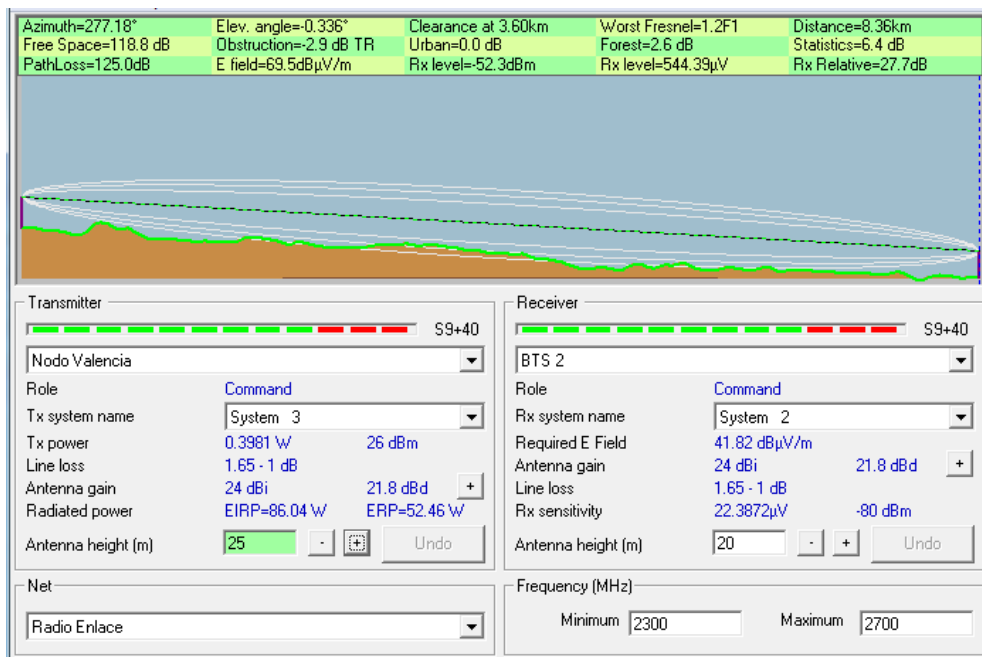 Azimuth=277.18° Elev. angle=-0.336° Clearance at 3.60km Worst Fresnel=1.2F1 Distance=8.36km
Free Space=118.8 dB Obstruction=-2.9 dB TR Urban=0.0 dB Forest=2.6 dB Statistics=6.4 dB
PathLoss=125.0dB E field=69.5dBµV/m Rx level=-52.3dBm Rx level=544.39µV Rx Relative=27.7dB
Transmitter
S9+40
Nodo Valencia
Role Command
Tx system name System 3
Tx power 0.3981 W 26 dBm
Line loss 1.65 - 1 dB
Antenna gain 24 dBi 21.8 dBd +
Radiated power EIRP=86.04 W ERP=52.46 W
Antenna height (m) 25 - + Undo
Net
Radio Enlace
Receiver
S9+40
BTS 2
Role Command
Rx system name System 2
Required E Field 41.82 dBµV/m
Antenna gain 24 dBi 21.8 dBd +
Line loss 1.65 - 1 dB
Rx sensitivity 22.3872µV -80 dBm
Antenna height (m) 20 - + Undo
Frequency (MHz)
Minimum 2300 Maximum 2700